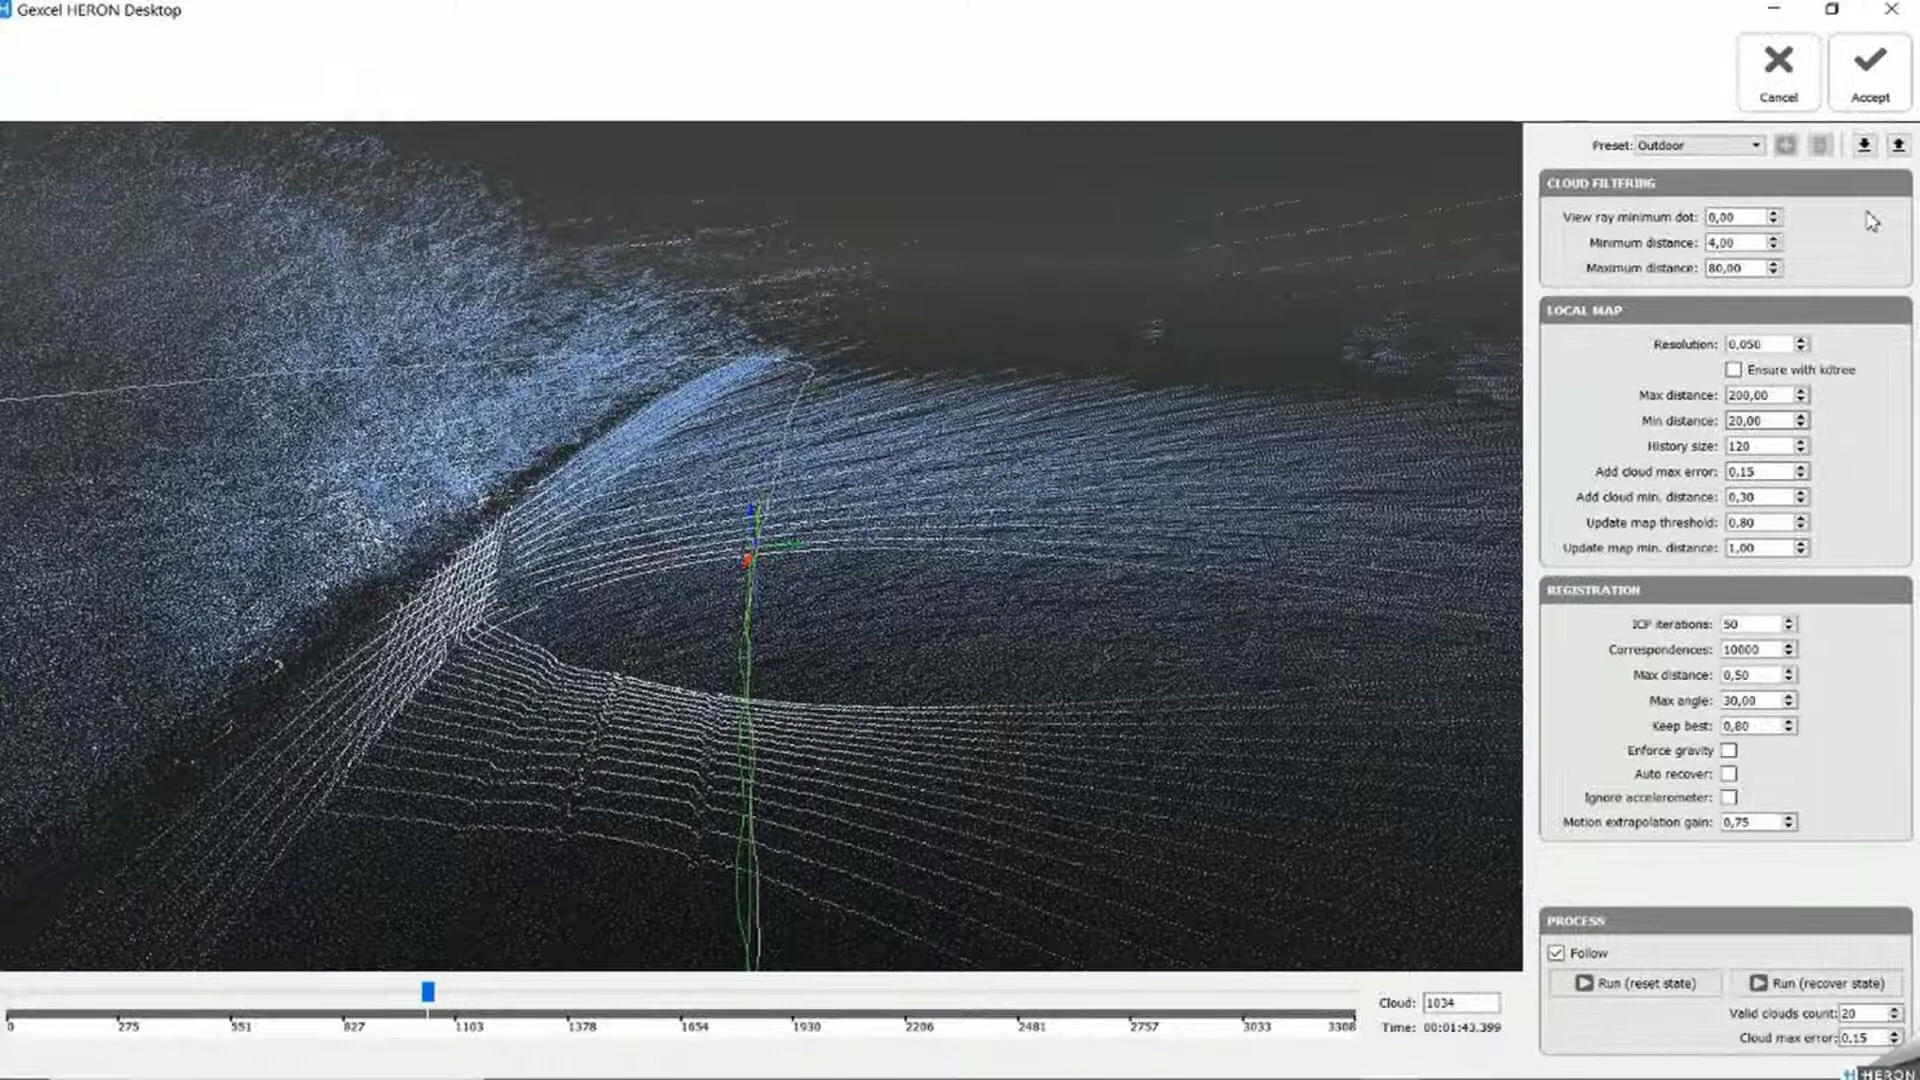 Gexcel HERON Desktop
Cancel
Accept
Preset: Outdoor
CLOUD FILTERING
View ray minimum dot: 0,00
Minimum distance: 4,00
Maximum distance: 80,00
LOCAL MAP
Resolution: 0,050
Ensure with kdtree
Max distance: 200,00
Min distance: 20,00
History size: 120
Add cloud max error: 0,15
Add cloud min. distance: 0,30
Update map threshold: 0,80
Update map min. distance: 1,00
REGISTRATION
ICP iterations: 50
Correspondences: 10000
Max distance: 0,50
Max angle: 30,00
Keep best: 0,80
Enforce gravity
Auto recover:
Ignore accelerometer:
Motion extrapolation gain: 0,75
PROCESS
Follow
Run (reset state)
Run (recover state)
Valid clouds count: 20
Cloud max error: 0,15
Cloud: 1034
Time: 00:01:43.399
0 275 551 827 1103 1378 1654 1930 2206 2481 2757 3033 3308
HERON